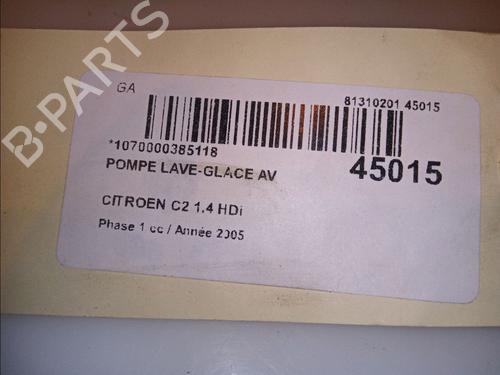 B-PARTS
GA
81310201 45015
*1070000385118
POMPE LAVE-GLACE AV
45015
CITROEN C2 1.4 HDi
Phase 1 cc / Année 2005